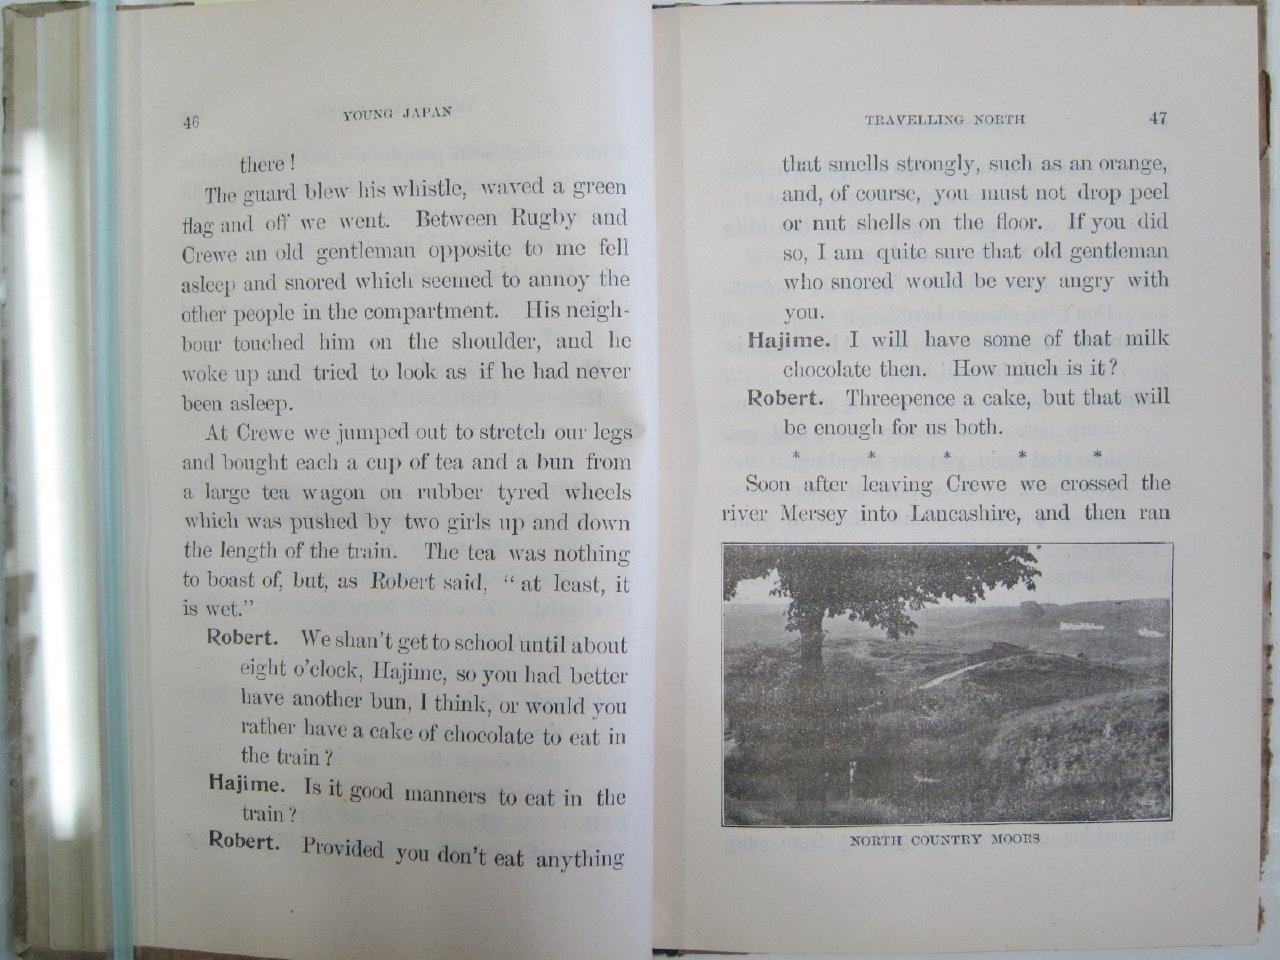 46
YOUNG JAPAN
there!
The guard blew his whistle, waved a green
flag and off we went. Between Rugby and
Crewe an old gentleman opposite to me fell
asleep and snored which seemed to annoy the
other people in the compartment. His neigh-
bour touched him on the shoulder, and he
woke up and tried to look as if he had never
been asleep.
At Crewe we jumped out to stretch our legs
and bought each a cup of tea and a bun from
a large tea wagon on rubber tyred wheels
which was pushed by two girls up and down
the length of the train. The tea was nothing
to boast of, but, as Robert said, “at least, it
is wet.”
Robert. We shan't get to school until about
eight o'clock, Hajime, so you had better
have another bun, I think, or would you
rather have a cake of chocolate to eat in
the train?
Hajime. Is it good manners to eat in the
train?
Robert. Provided you don't eat anything
TRAVELLING NORTH
47
that smells strongly, such as an orange,
and, of course, you must not drop peel
or nut shells on the floor. If you did
so, I am quite sure that old gentleman
who snored would be very angry with
you.
Hajime. I will have some of that milk
chocolate then. How much is it?
Robert. Threepence a cake, but that will
be enough for us both.
* * * * *
Soon after leaving Crewe we crossed the
river Mersey into Lancashire, and then ran
NORTH COUNTRY MOORS